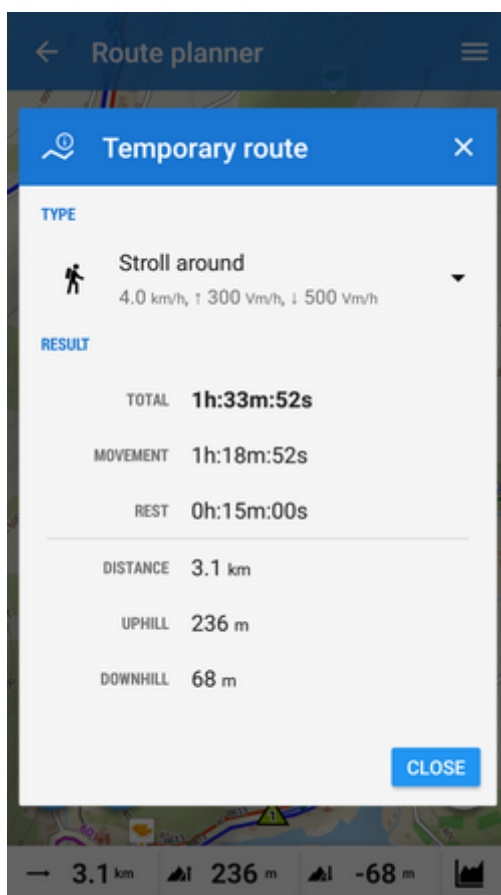 Route planner
Temporary route
TYPE
Stroll around
4.0 km/h, ↑ 300 Vm/h, ↓ 500 Vm/h
RESULT
TOTAL 1h:33m:52s
MOVEMENT 1h:18m:52s
REST 0h:15m:00s
DISTANCE 3.1 km
UPHILL 236 m
DOWNHILL 68 m
CLOSE
1
3.1 km 236 m -68 m